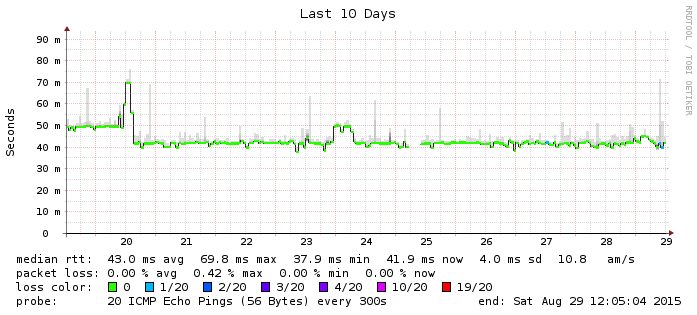 Last 10 Days
RRDTOOL / TOBI OETIKER
Seconds
90 m
80 m
70 m
60 m
50 m
40 m
30 m
20 m
10 m
0
20 21 22 23 24 25 26 27 28 29
median rtt: 43.0 ms avg 69.8 ms max 37.9 ms min 41.9 ms now 4.0 ms sd 10.8 am/s
packet loss: 0.00 % avg 0.42 % max 0.00 % min 0.00 % now
loss color: 0 1/20 2/20 3/20 4/20 10/20 19/20
probe: 20 ICMP Echo Pings (56 Bytes) every 300s end: Sat Aug 29 12:05:04 2015